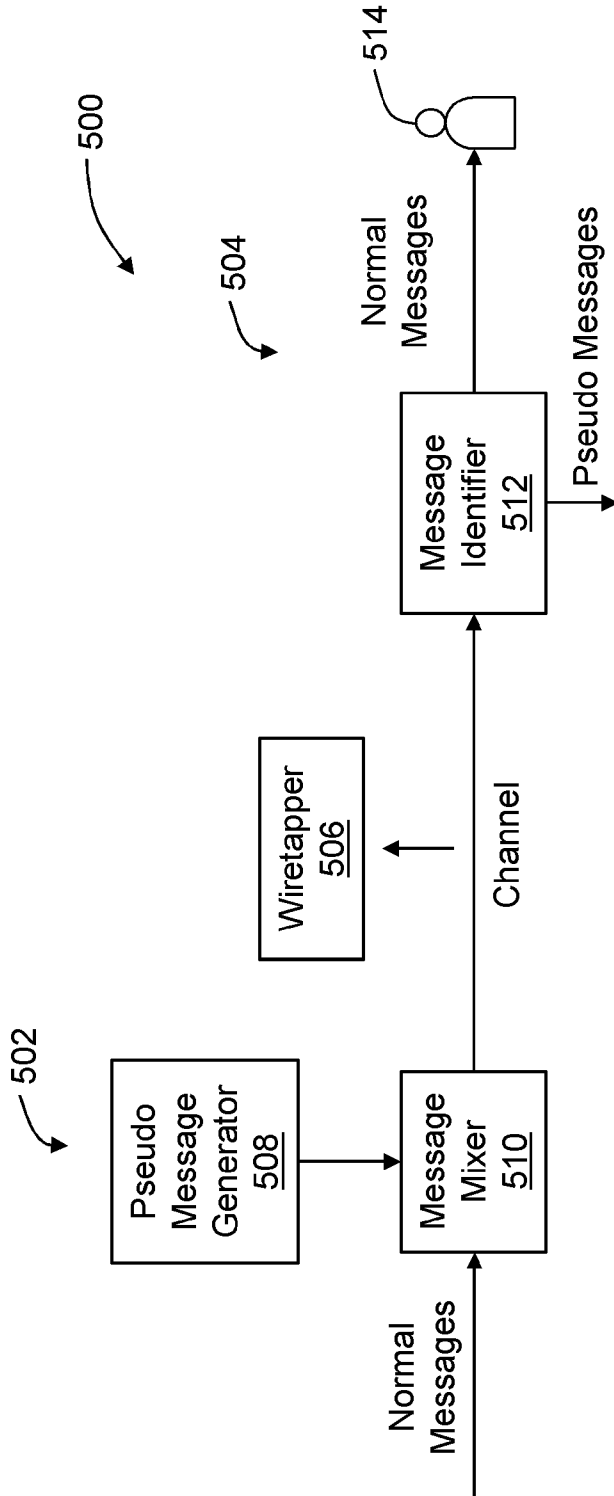 500
502
504
Pseudo
Message
Generator
508
Wiretapper
506
Normal
Messages
Message
Mixer
510
Channel
Message
Identifier
512
Normal
Messages
514
Pseudo Messages